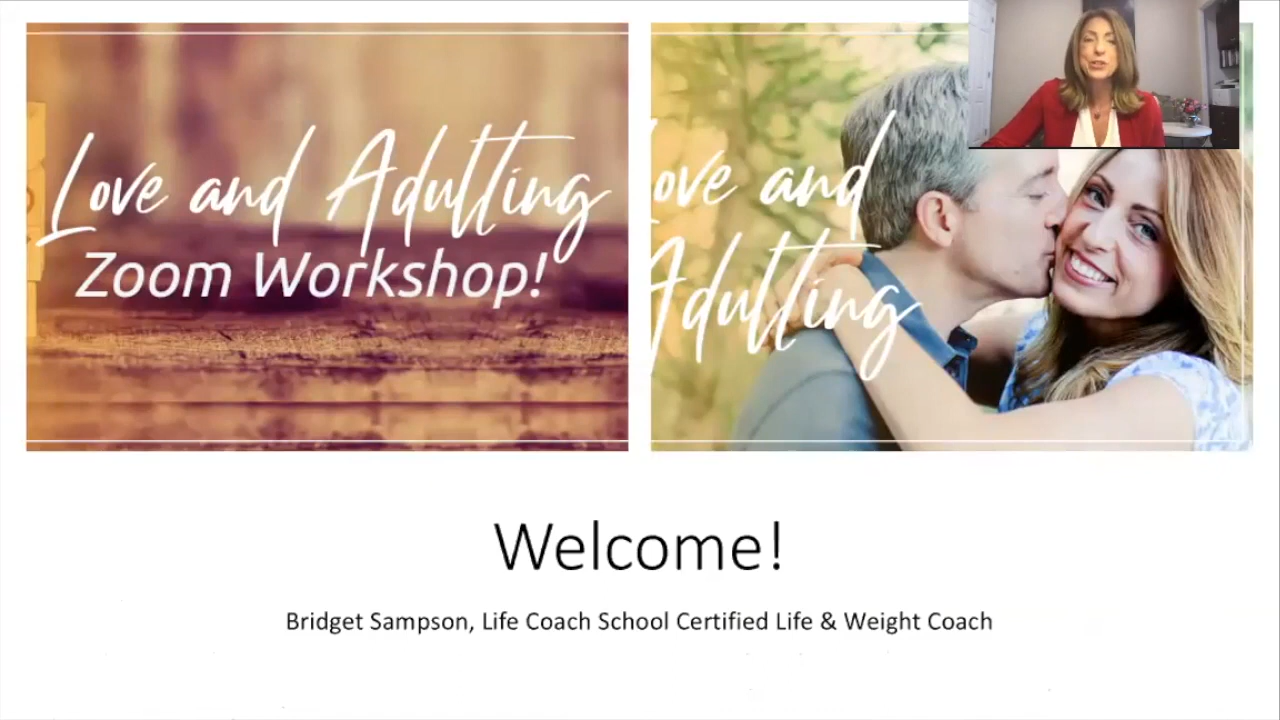 Love and Adulting
Zoom Workshop!
ove and
Adulting
Welcome!
Bridget Sampson, Life Coach School Certified Life & Weight Coach